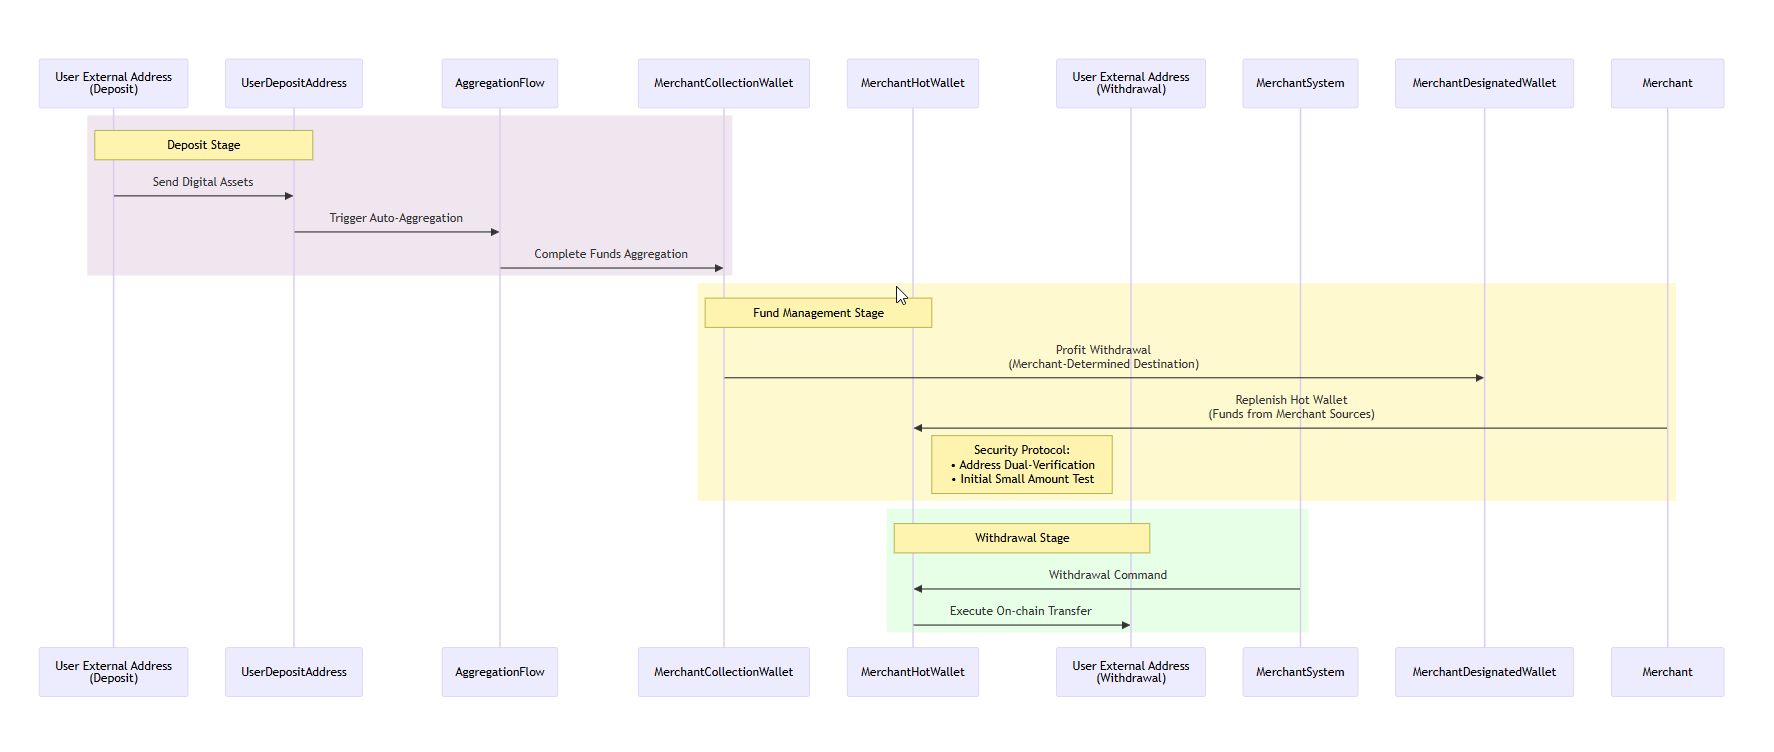 User External Address
(Deposit)
UserDepositAddress
AggregationFlow
MerchantCollectionWallet
MerchantHotWallet
User External Address
(Withdrawal)
MerchantSystem
MerchantDesignatedWallet
Merchant
Deposit Stage
Send Digital Assets
Trigger Auto-Aggregation
Complete Funds Aggregation
Fund Management Stage
Profit Withdrawal
(Merchant-Determined Destination)
Replenish Hot Wallet
(Funds from Merchant Sources)
Security Protocol:
• Address Dual-Verification
• Initial Small Amount Test
Withdrawal Stage
Withdrawal Command
Execute On-chain Transfer
User External Address
(Deposit)
UserDepositAddress
AggregationFlow
MerchantCollectionWallet
MerchantHotWallet
User External Address
(Withdrawal)
MerchantSystem
MerchantDesignatedWallet
Merchant